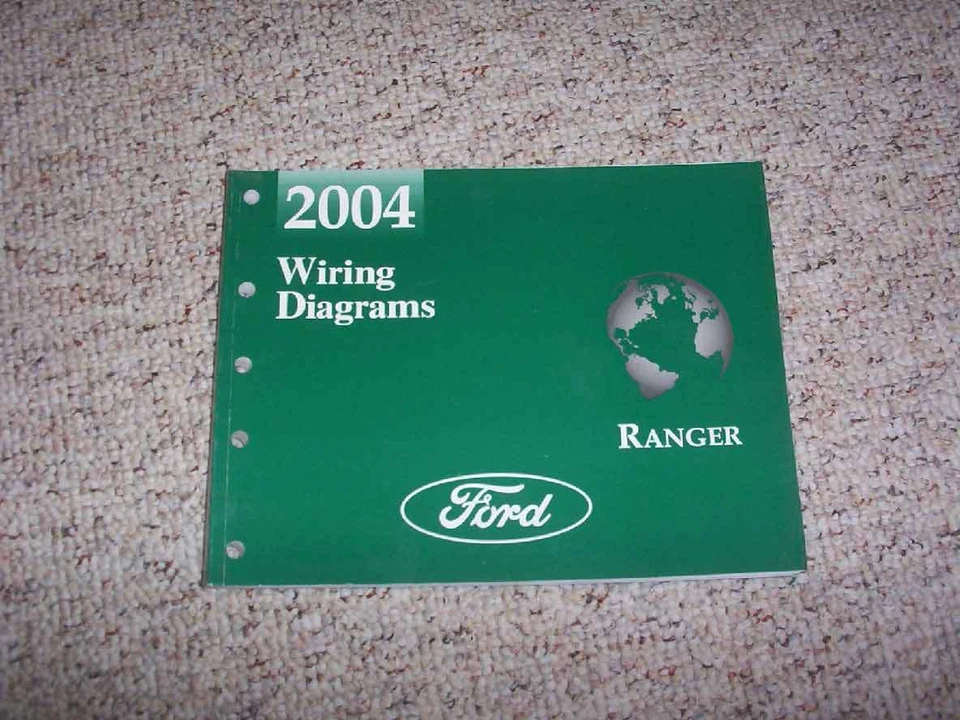 2004
Wiring
Diagrams
RANGER
Ford